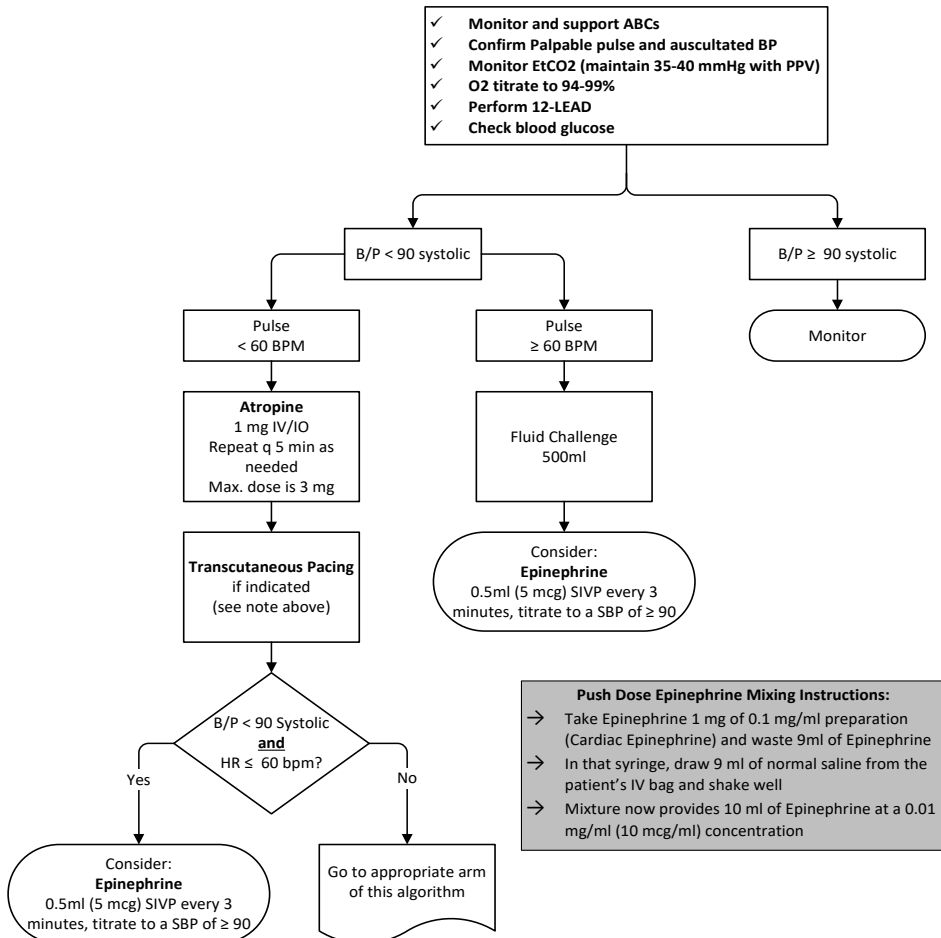 ✓ Monitor and support ABCs
✓ Confirm Palpable pulse and auscultated BP
✓ Monitor EtCO2 (maintain 35-40 mmHg with PPV)
✓ O2 titrate to 94-99%
✓ Perform 12-LEAD
✓ Check blood glucose
B/P < 90 systolic
B/P ≥ 90 systolic
Pulse
< 60 BPM
Pulse
≥ 60 BPM
Monitor
Atropine
1 mg IV/IO
Repeat q 5 min as
needed
Max. dose is 3 mg
Fluid Challenge
500ml
Transcutaneous Pacing
if indicated
(see note above)
Consider:
Epinephrine
0.5ml (5 mcg) SIVP every 3
minutes, titrate to a SBP of ≥ 90
B/P < 90 Systolic
and
HR ≤ 60 bpm?
Yes
No
Consider:
Epinephrine
0.5ml (5 mcg) SIVP every 3
minutes, titrate to a SBP of ≥ 90
Go to appropriate arm
of this algorithm
Push Dose Epinephrine Mixing Instructions:
→ Take Epinephrine 1 mg of 0.1 mg/ml preparation
(Cardiac Epinephrine) and waste 9ml of Epinephrine
→ In that syringe, draw 9 ml of normal saline from the
patient’s IV bag and shake well
→ Mixture now provides 10 ml of Epinephrine at a 0.01
mg/ml (10 mcg/ml) concentration